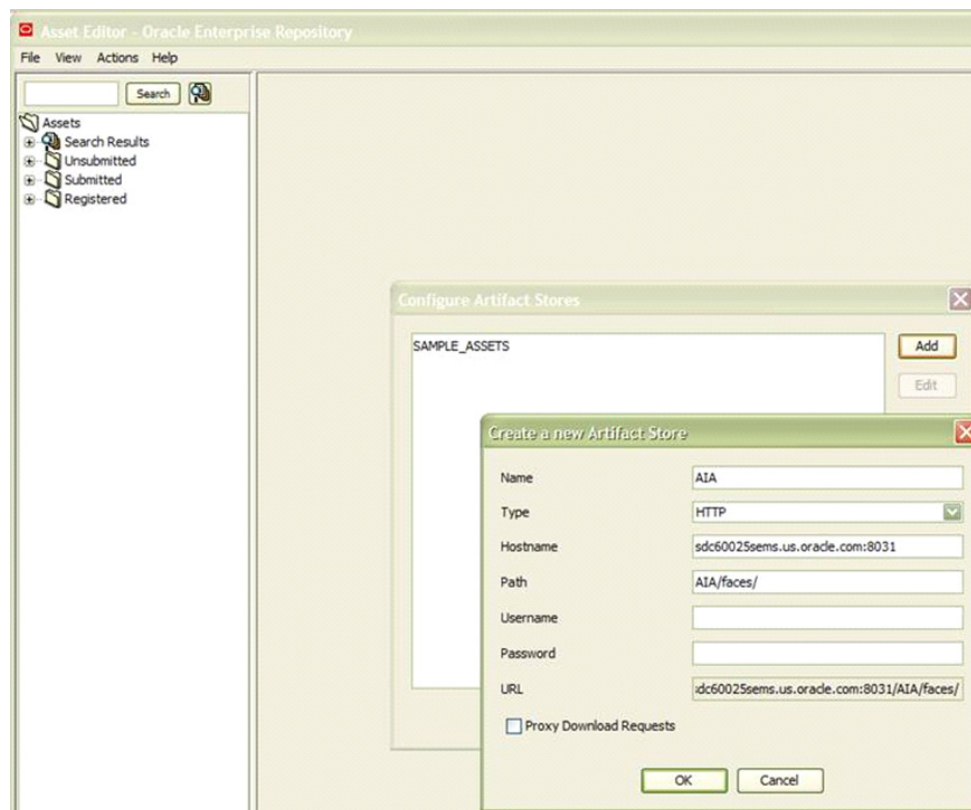 Asset Editor - Oracle Enterprise Repository
File View Actions Help
Search
Assets
Search Results
Unsubmitted
Submitted
Registered
Configure Artifact Stores
SAMPLE_ASSETS
Add
Edit
Create a new Artifact Store
Name AIA
Type HTTP
Hostname sdc60025sems.us.oracle.com:8031
Path AIA/faces/
Username
Password
URL :dc60025sems.us.oracle.com:8031/AIA/faces/
Proxy Download Requests
OK Cancel